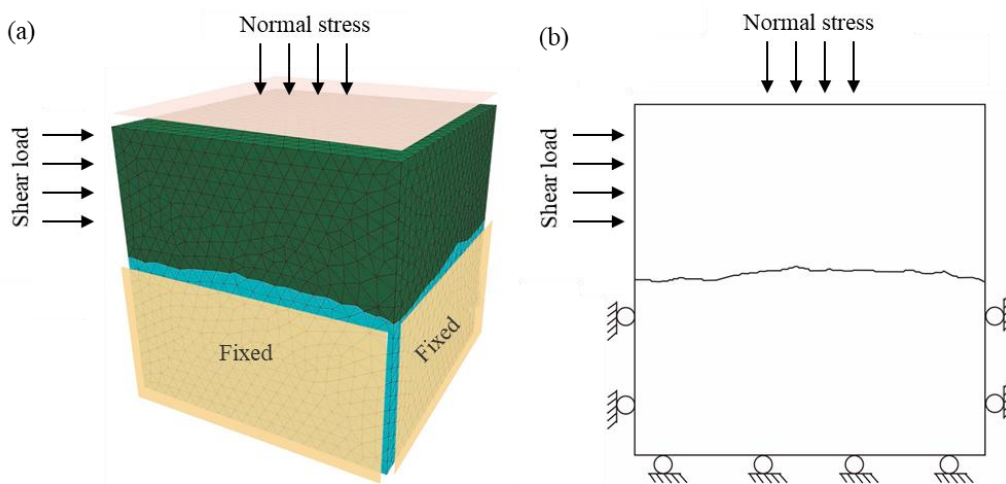 (a)
Normal stress
Shear load
Fixed
Fixed
(b)
Normal stress
Shear load